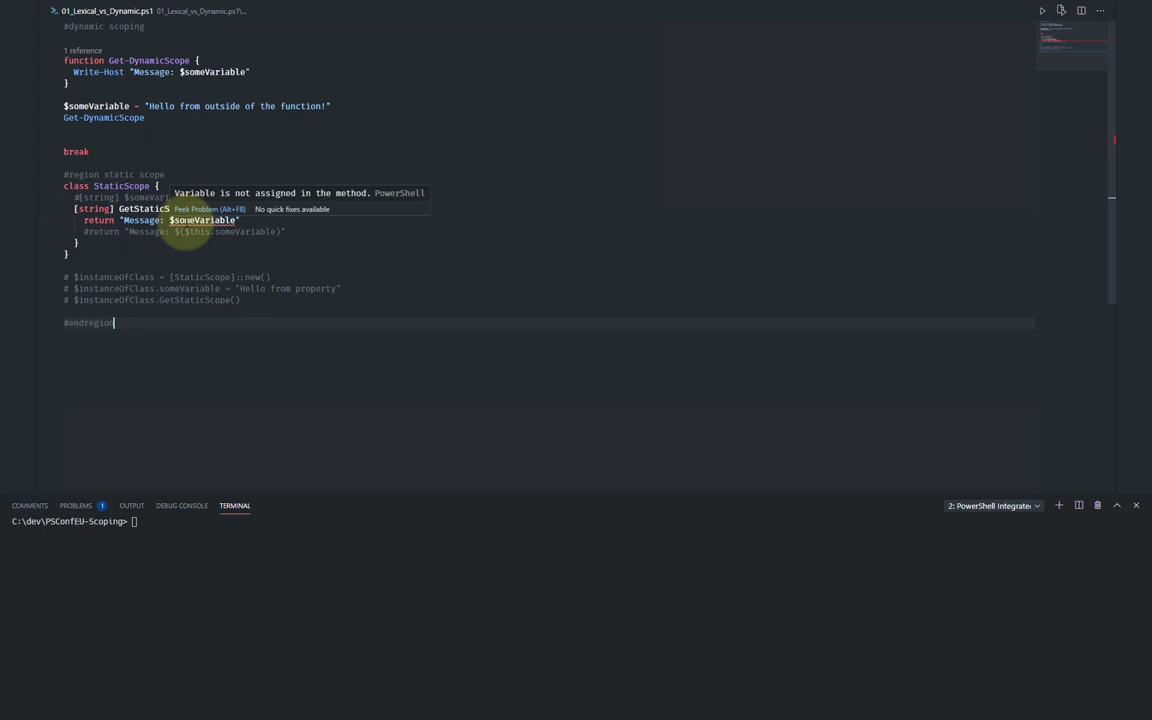 01_Lexical_vs_Dynamic.ps1 01_Lexical_vs_Dynamic.ps1\...
#dynamic scoping
1 reference
function Get-DynamicScope {
Write-Host "Message: $someVariable"
}
$someVariable = "Hello from outside of the function!"
Get-DynamicScope
break
#region static scope
class StaticScope {
Variable is not assigned in the method. PowerShell
#[string] $someVari
[string] GetStaticS
Peek Problem (Alt+F8) No quick fixes available
return "Message: $someVariable"
#return "Message: $($this.someVariable)"
}
}
# $instanceOfClass = [StaticScope]::new()
# $instanceOfClass.someVariable = "Hello from property"
# $instanceOfClass.GetStaticScope()
#endregion
COMMENTS PROBLEMS 1 OUTPUT DEBUG CONSOLE TERMINAL 2: PowerShell Integrated
C:\dev\PSConfEU-Scoping>